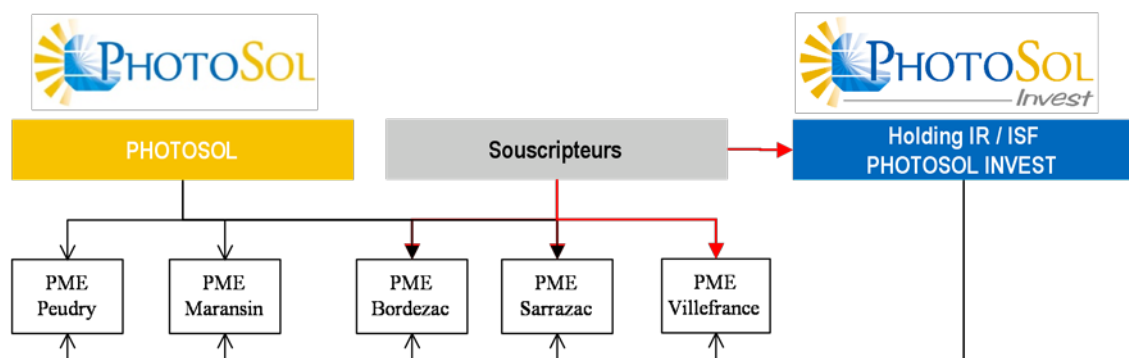 PHOTOSOL
PHOTOSOL
Invest
PHOTOSOL
Souscripteurs
Holding IR / ISF
PHOTOSOL INVEST
PME
Peudry
PME
Maransin
PME
Bordezac
PME
Sarrazac
PME
Villefrance